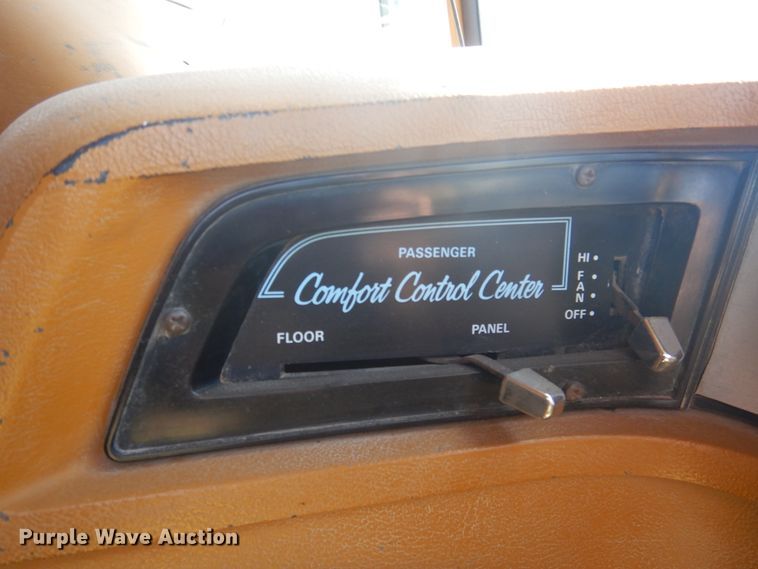 PASSENGER
Comfort Control Center
FLOOR
PANEL
HI
FAN
OFF
Purple Wave Auction